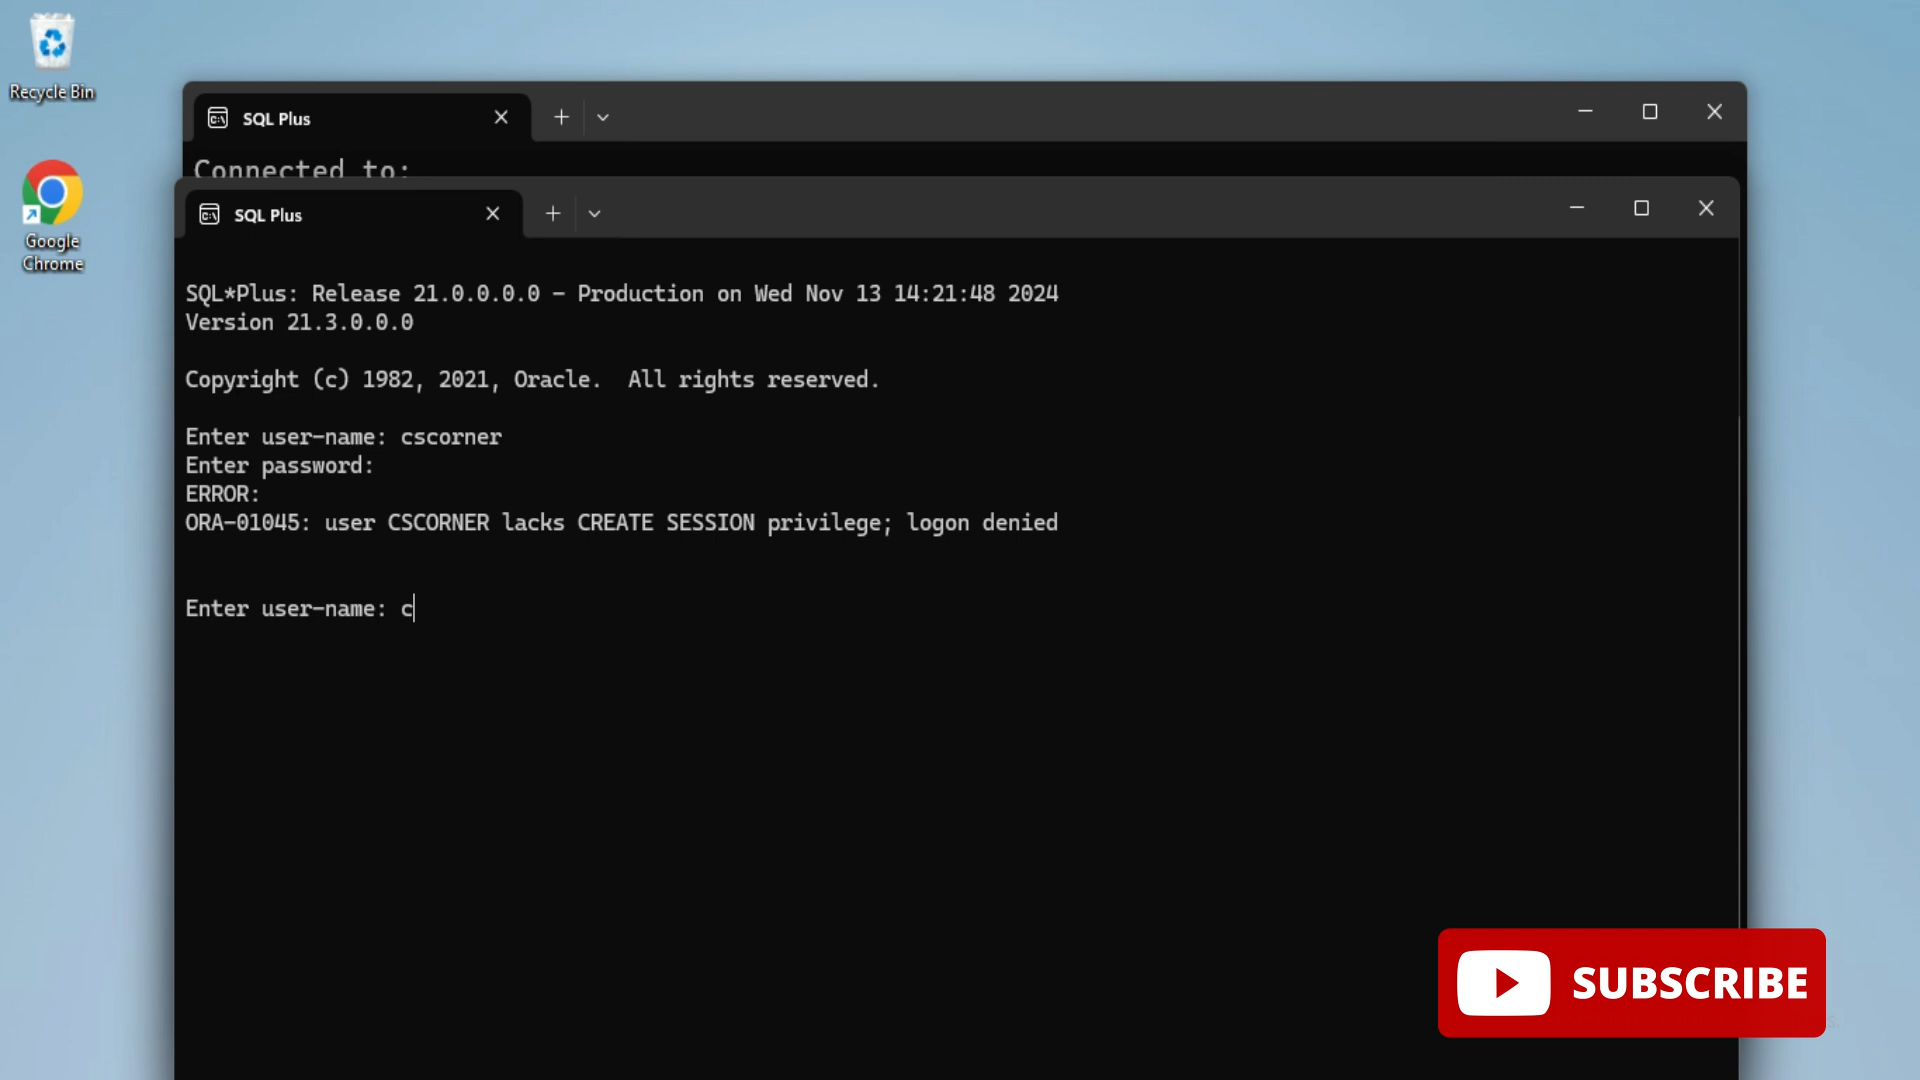 Recycle Bin
Google
Chrome
SQL Plus
Connected to:
SQL Plus
SQL*Plus: Release 21.0.0.0.0 - Production on Wed Nov 13 14:21:48 2024
Version 21.3.0.0.0
Copyright (c) 1982, 2021, Oracle.  All rights reserved.
Enter user-name: cscorner
Enter password:
ERROR:
ORA-01045: user CSCORNER lacks CREATE SESSION privilege; logon denied
Enter user-name: c
SUBSCRIBE